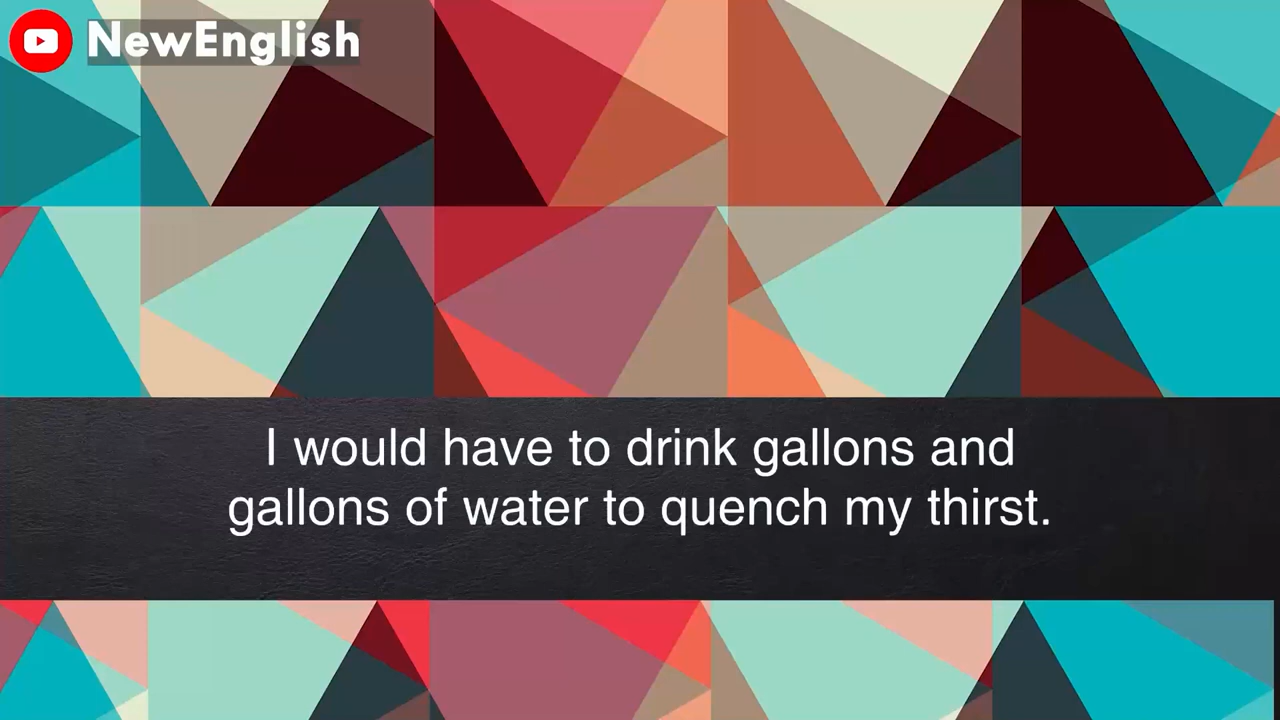 NewEnglish
I would have to drink gallons and
gallons of water to quench my thirst.